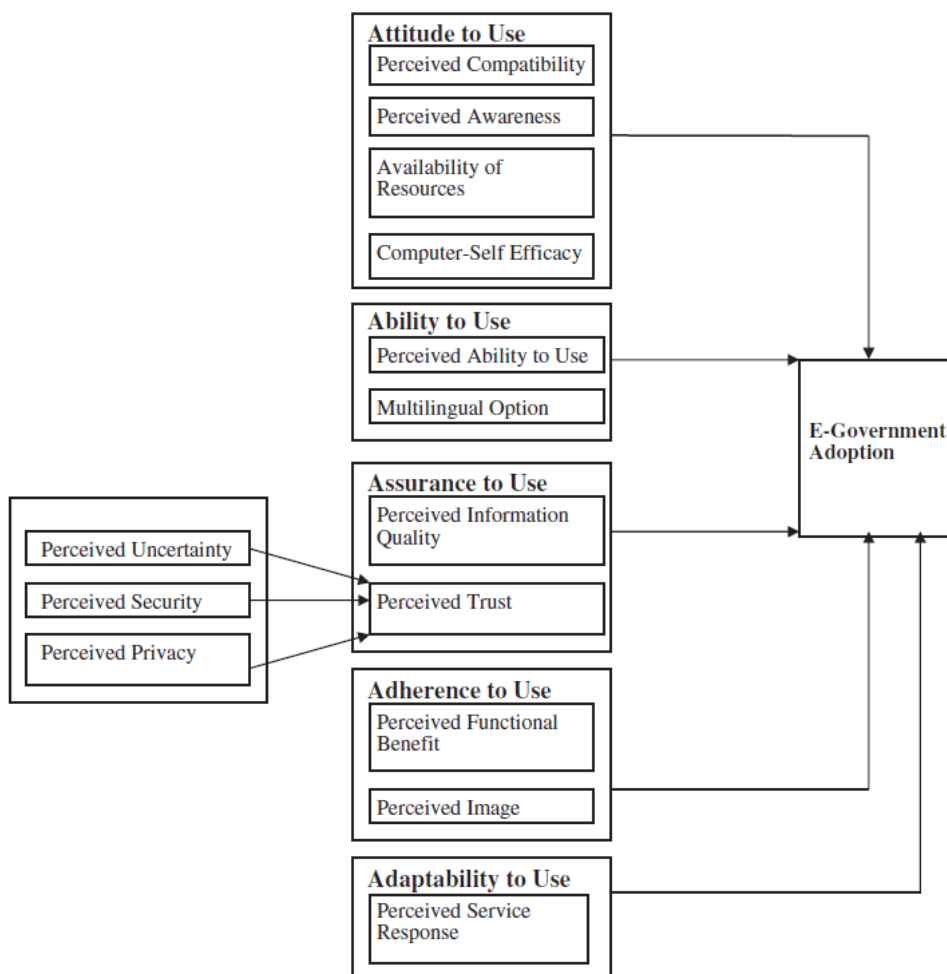 Attitude to Use
Perceived Compatibility
Perceived Awareness
Availability of
Resources
Computer-Self Efficacy
Ability to Use
Perceived Ability to Use
Multilingual Option
E-Government
Adoption
Assurance to Use
Perceived Information
Quality
Perceived Trust
Perceived Uncertainty
Perceived Security
Perceived Privacy
Adherence to Use
Perceived Functional
Benefit
Perceived Image
Adaptability to Use
Perceived Service
Response